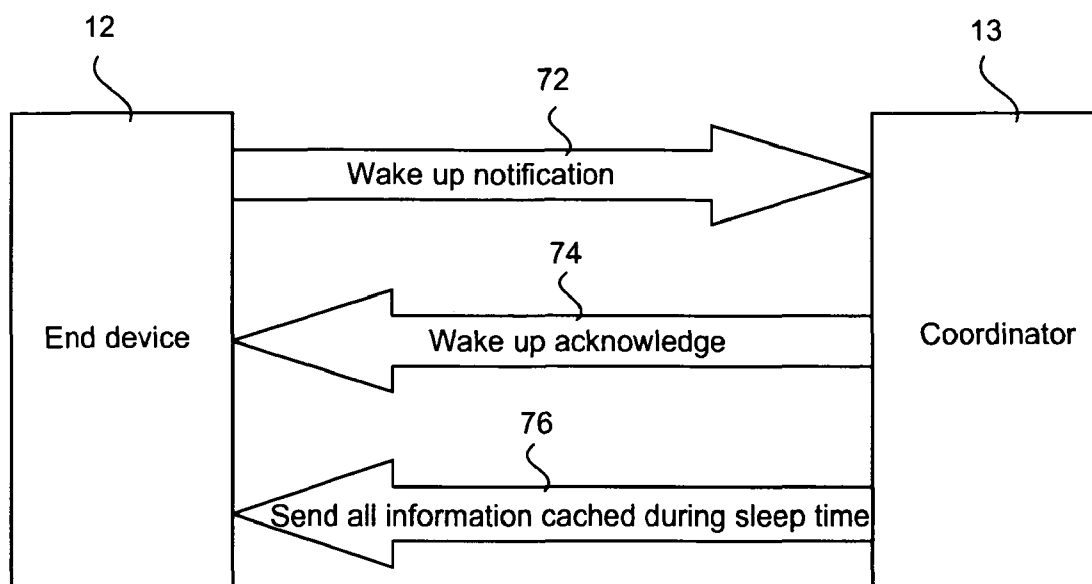 12
13
72
Wake up notification
74
End device
Wake up acknowledge
Coordinator
76
Send all information cached during sleep time